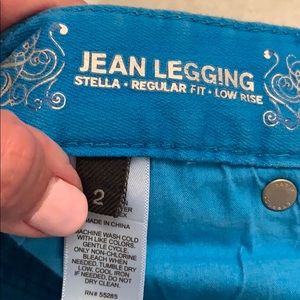 JEAN LEGGING
STELLA • REGULAR FIT • LOW RISE
2
MADE IN CHINA
MACHINE WASH COLD
WITH LIKE COLORS.
GENTLE CYCLE
ONLY NON-CHLORINE
BLEACH WHEN IF
NEEDED. TUMBLE DRY
LOW. COOL IRON
IF NEEDED. DO NOT
DRY CLEAN.
RN# 55285